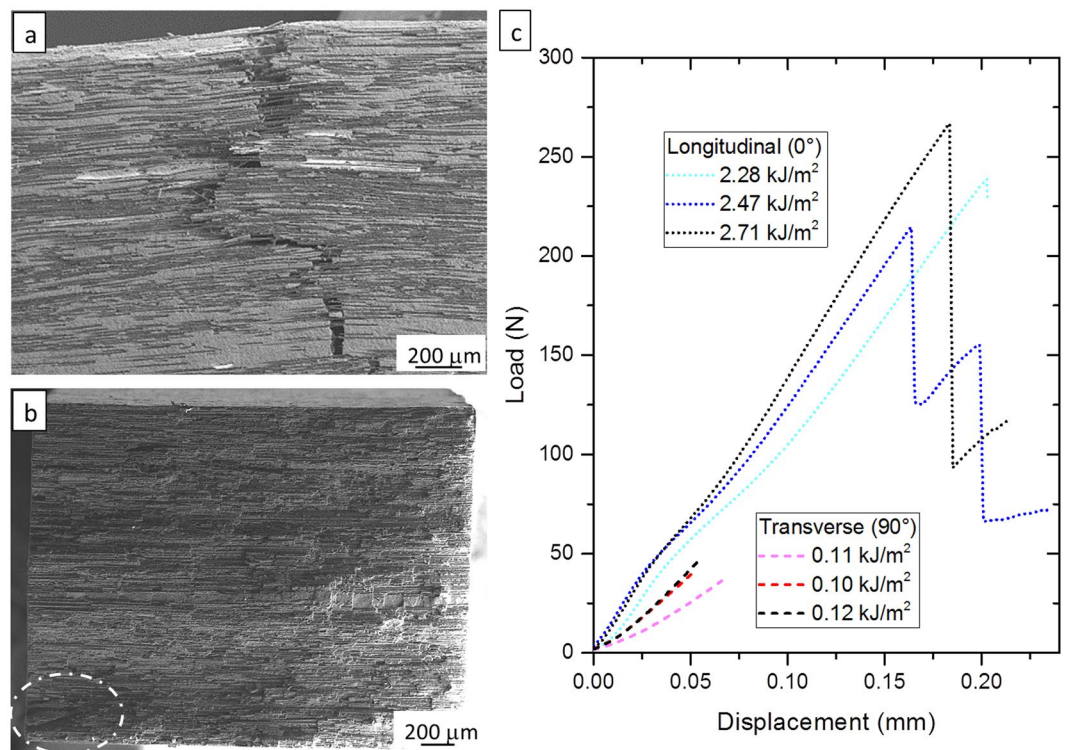 a
200 μm
b
200 μm
c
300
250
200
150
100
50
0
Load (N)
Longitudinal (0°)
2.28 kJ/m²
2.47 kJ/m²
2.71 kJ/m²
Transverse (90°)
0.11 kJ/m²
0.10 kJ/m²
0.12 kJ/m²
0.00 0.05 0.10 0.15 0.20
Displacement (mm)